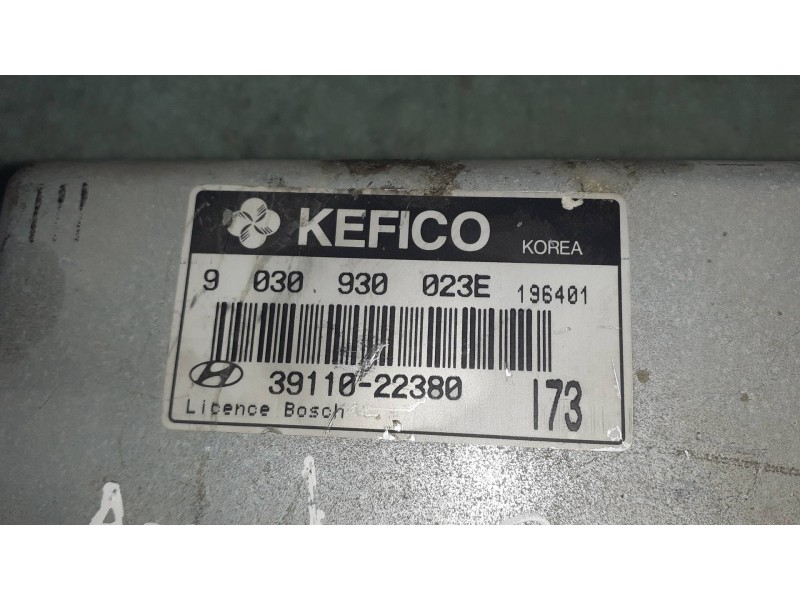 KEFICO KOREA
9 030 930 023E 196401
39110-22380 173
Licence Bosch